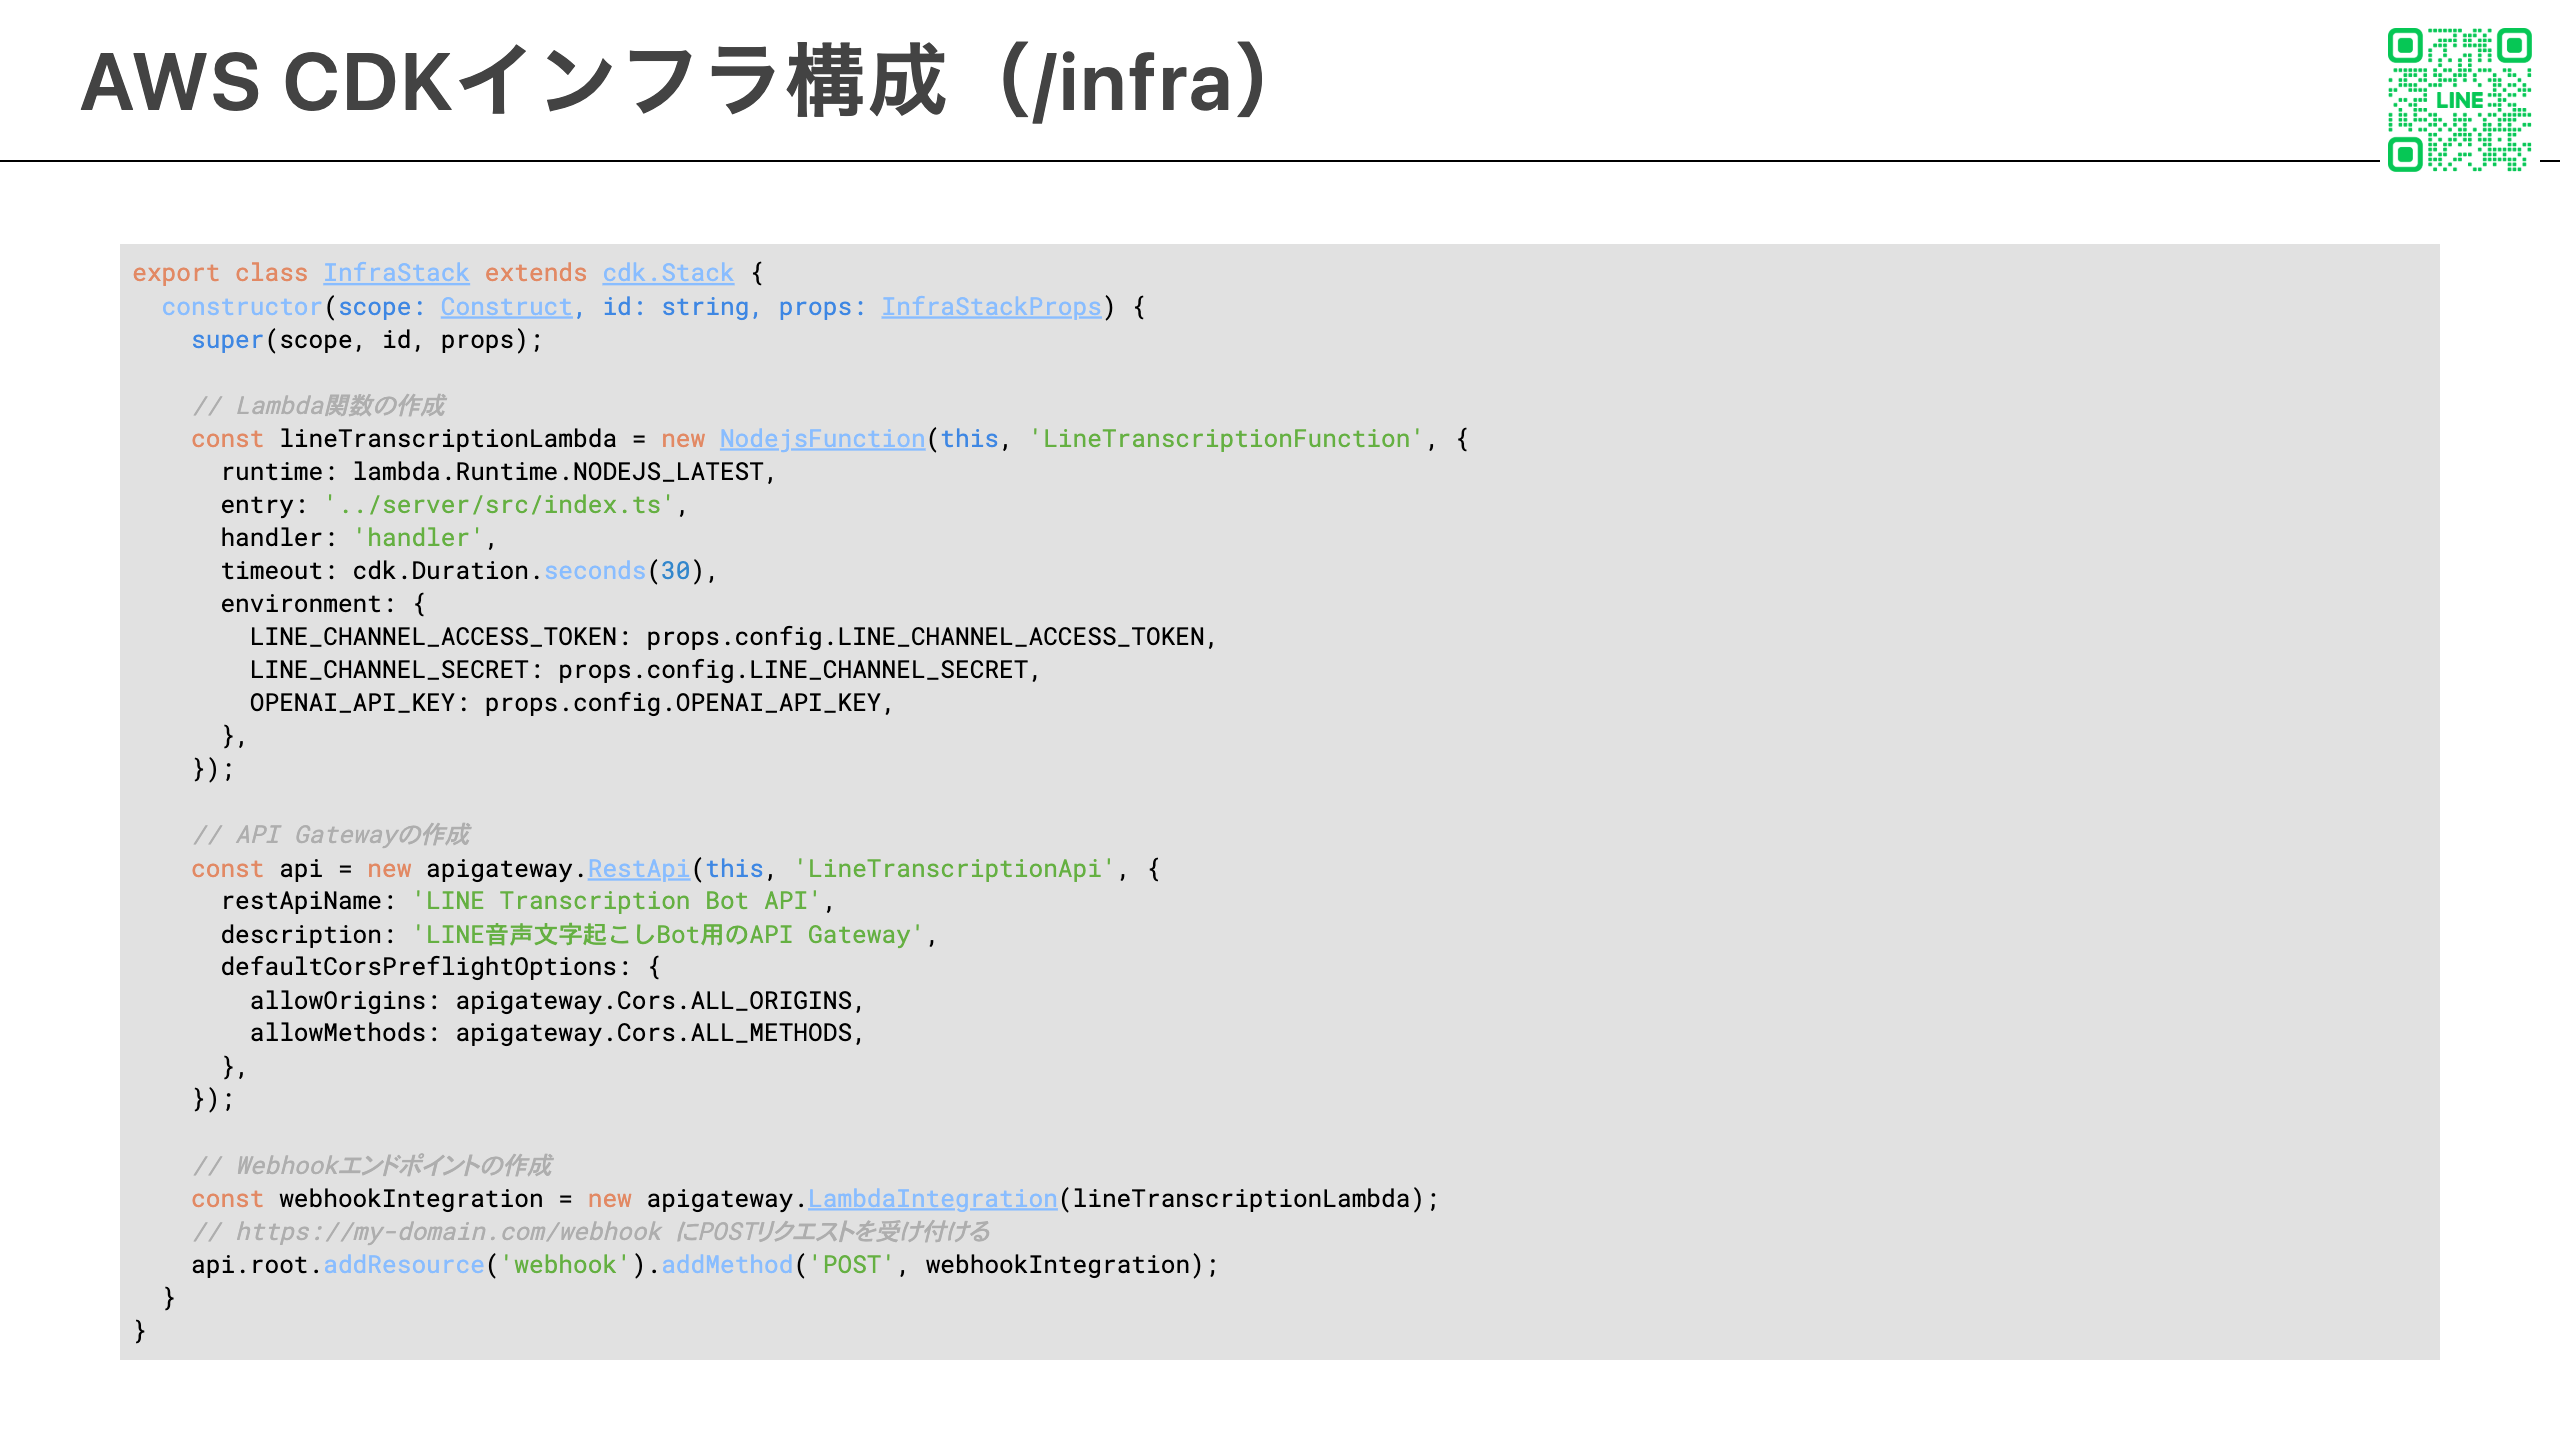 AWS CDKインフラ構成（/infra）
LINE
export class InfraStack extends cdk.Stack {
  constructor(scope: Construct, id: string, props: InfraStackProps) {
    super(scope, id, props);

    // Lambda関数の作成
    const lineTranscriptionLambda = new NodejsFunction(this, 'LineTranscriptionFunction', {
      runtime: lambda.Runtime.NODEJS_LATEST,
      entry: '../server/src/index.ts',
      handler: 'handler',
      timeout: cdk.Duration.seconds(30),
      environment: {
        LINE_CHANNEL_ACCESS_TOKEN: props.config.LINE_CHANNEL_ACCESS_TOKEN,
        LINE_CHANNEL_SECRET: props.config.LINE_CHANNEL_SECRET,
        OPENAI_API_KEY: props.config.OPENAI_API_KEY,
      },
    });

    // API Gatewayの作成
    const api = new apigateway.RestApi(this, 'LineTranscriptionApi', {
      restApiName: 'LINE Transcription Bot API',
      description: 'LINE音声文字起こしBot用のAPI Gateway',
      defaultCorsPreflightOptions: {
        allowOrigins: apigateway.Cors.ALL_ORIGINS,
        allowMethods: apigateway.Cors.ALL_METHODS,
      },
    });

    // Webhookエンドポイントの作成
    const webhookIntegration = new apigateway.LambdaIntegration(lineTranscriptionLambda);
    // https://my-domain.com/webhook にPOSTリクエストを受け付ける
    api.root.addResource('webhook').addMethod('POST', webhookIntegration);
  }
}